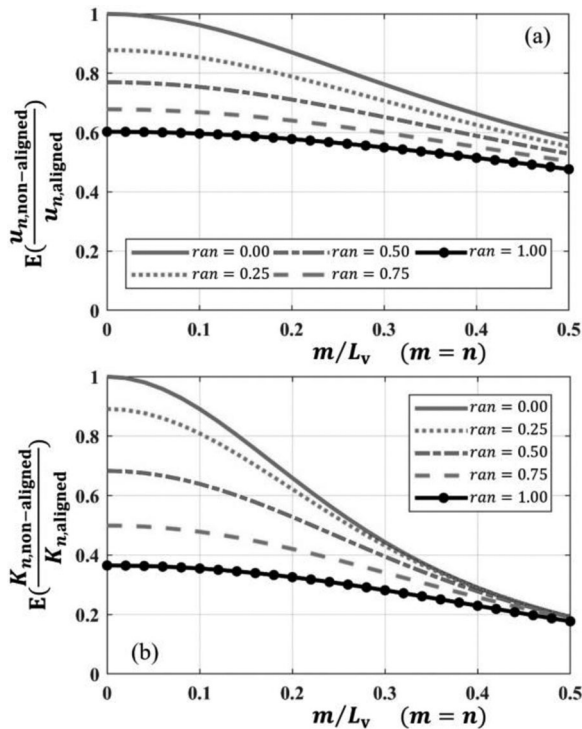 (a)
1
0.8
0.6
0.4
0.2
0
E(u_{n,non−aligned}/u_{n,aligned})
ran = 0.00 ran = 0.50 ran = 1.00
ran = 0.25 ran = 0.75
0 0.1 0.2 0.3 0.4 0.5
m/L_v (m = n)
1
0.8
0.6
0.4
0.2
0
E(K_{n,non−aligned}/K_{n,aligned})
ran = 0.00
ran = 0.25
ran = 0.50
ran = 0.75
ran = 1.00
(b)
0 0.1 0.2 0.3 0.4 0.5
m/L_v (m = n)